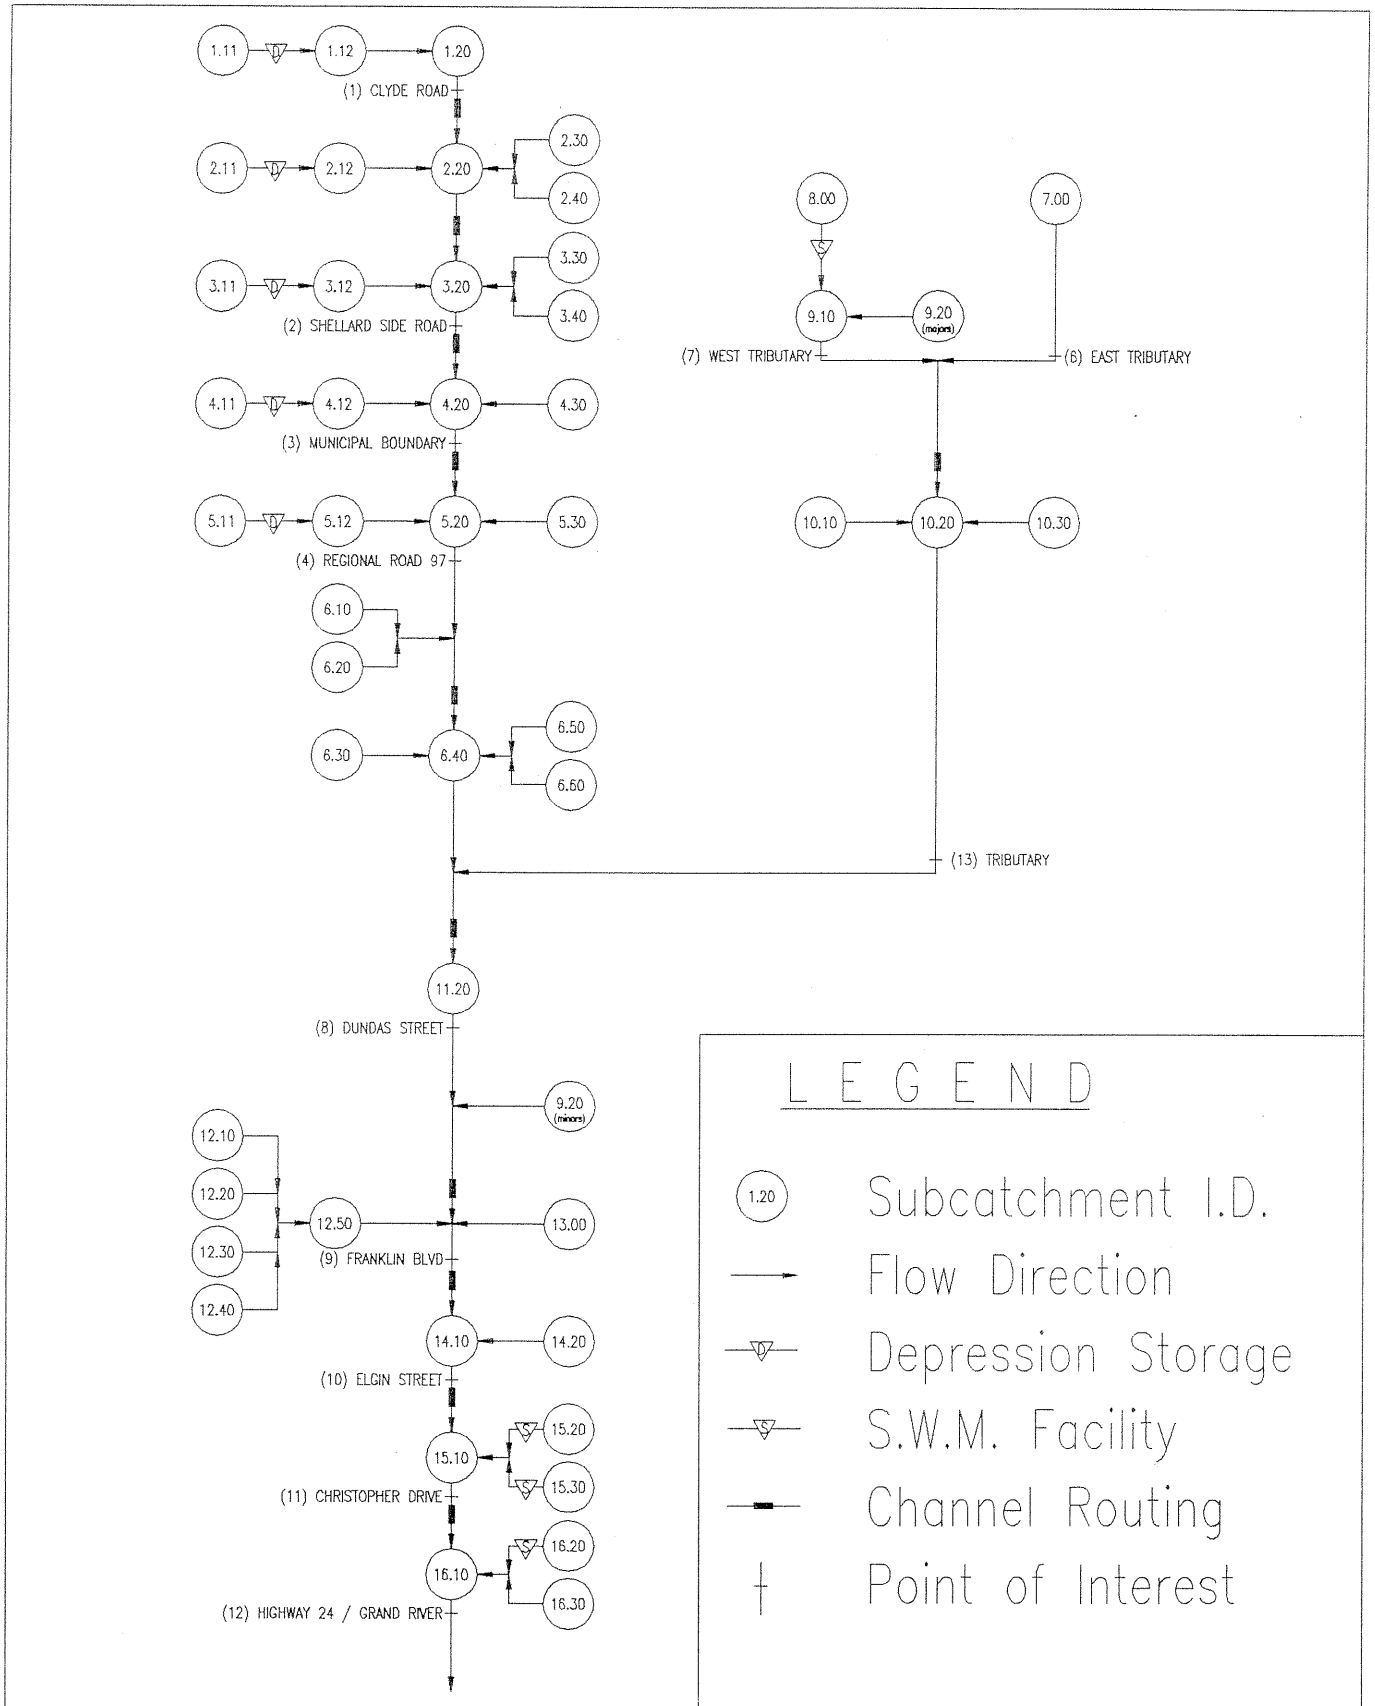 1.11
D
1.12
1.20
(1) CLYDE ROAD
2.30
2.11
D
2.12
2.20
2.40
8.00
7.00
S
3.30
3.11
D
3.12
3.20
3.40
(2) SHELLARD SIDE ROAD
9.10
9.20
(majors)
(7) WEST TRIBUTARY
(6) EAST TRIBUTARY
4.11
D
4.12
4.20
4.30
(3) MUNICIPAL BOUNDARY
5.11
D
5.12
5.20
5.30
10.10
10.20
10.30
(4) REGIONAL ROAD 97
6.10
6.20
6.50
6.30
6.40
6.60
(13) TRIBUTARY
11.20
(8) DUNDAS STREET
9.20
(minors)
12.10
12.20
12.50
13.00
12.30
(9) FRANKLIN BLVD
12.40
14.10
14.20
(10) ELGIN STREET
S
15.20
15.10
S
15.30
(11) CHRISTOPHER DRIVE
S
16.20
16.10
16.30
(12) HIGHWAY 24 / GRAND RIVER
LEGEND
1.20
Subcatchment I.D.
Flow Direction
D
Depression Storage
S
S.W.M. Facility
Channel Routing
Point of Interest